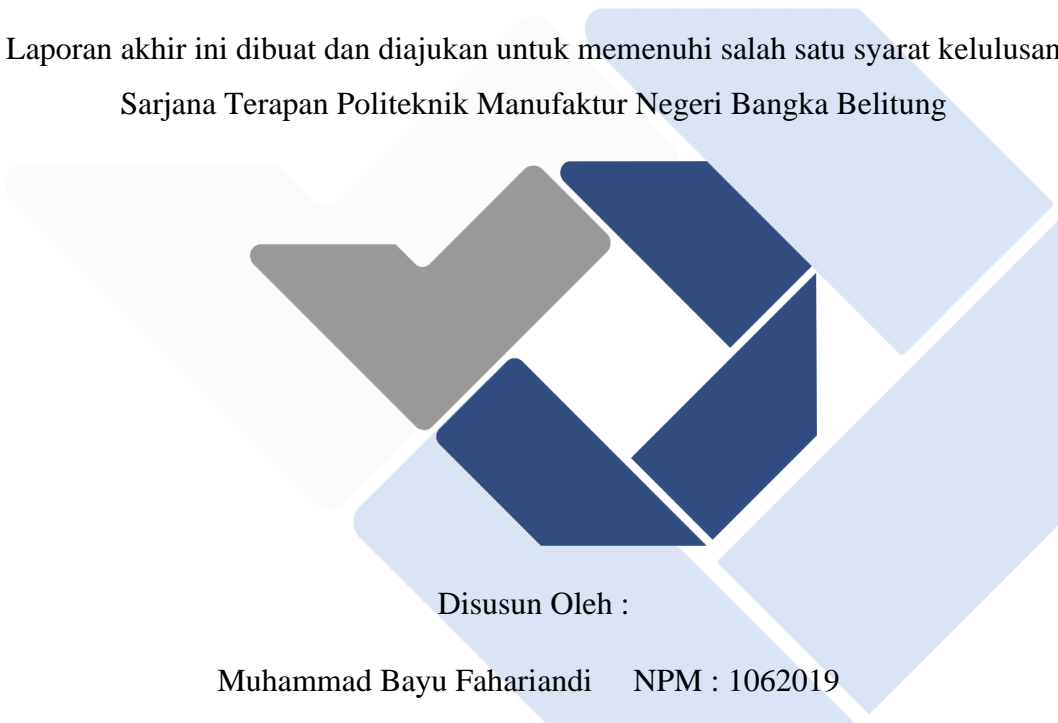 Laporan akhir ini dibuat dan diajukan untuk memenuhi salah satu syarat kelulusan
Sarjana Terapan Politeknik Manufaktur Negeri Bangka Belitung
Disusun Oleh :
Muhammad Bayu Fahariandi NPM : 1062019